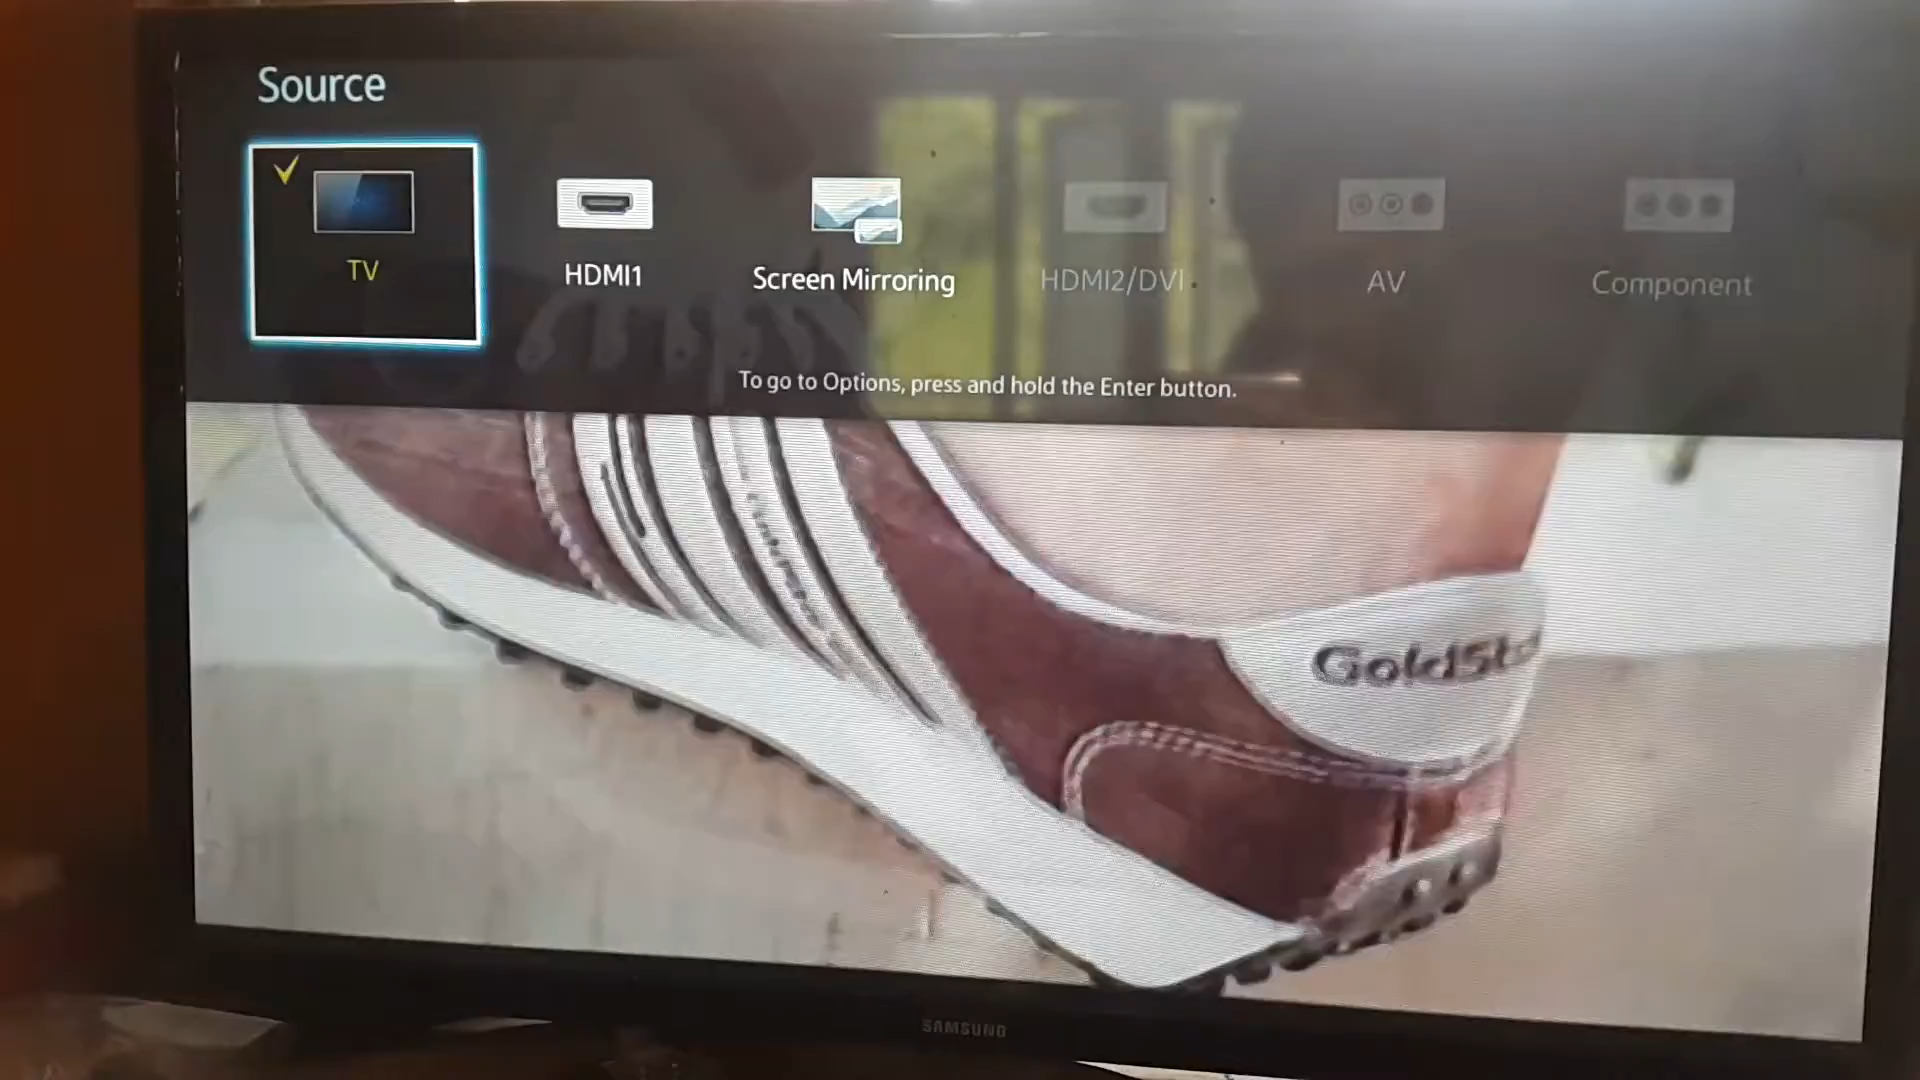 Source
TV
HDMI1
Screen Mirroring
HDMI2/DVI
AV
Component
To go to Options, press and hold the Enter button.
GoldSt
SAMSUNG